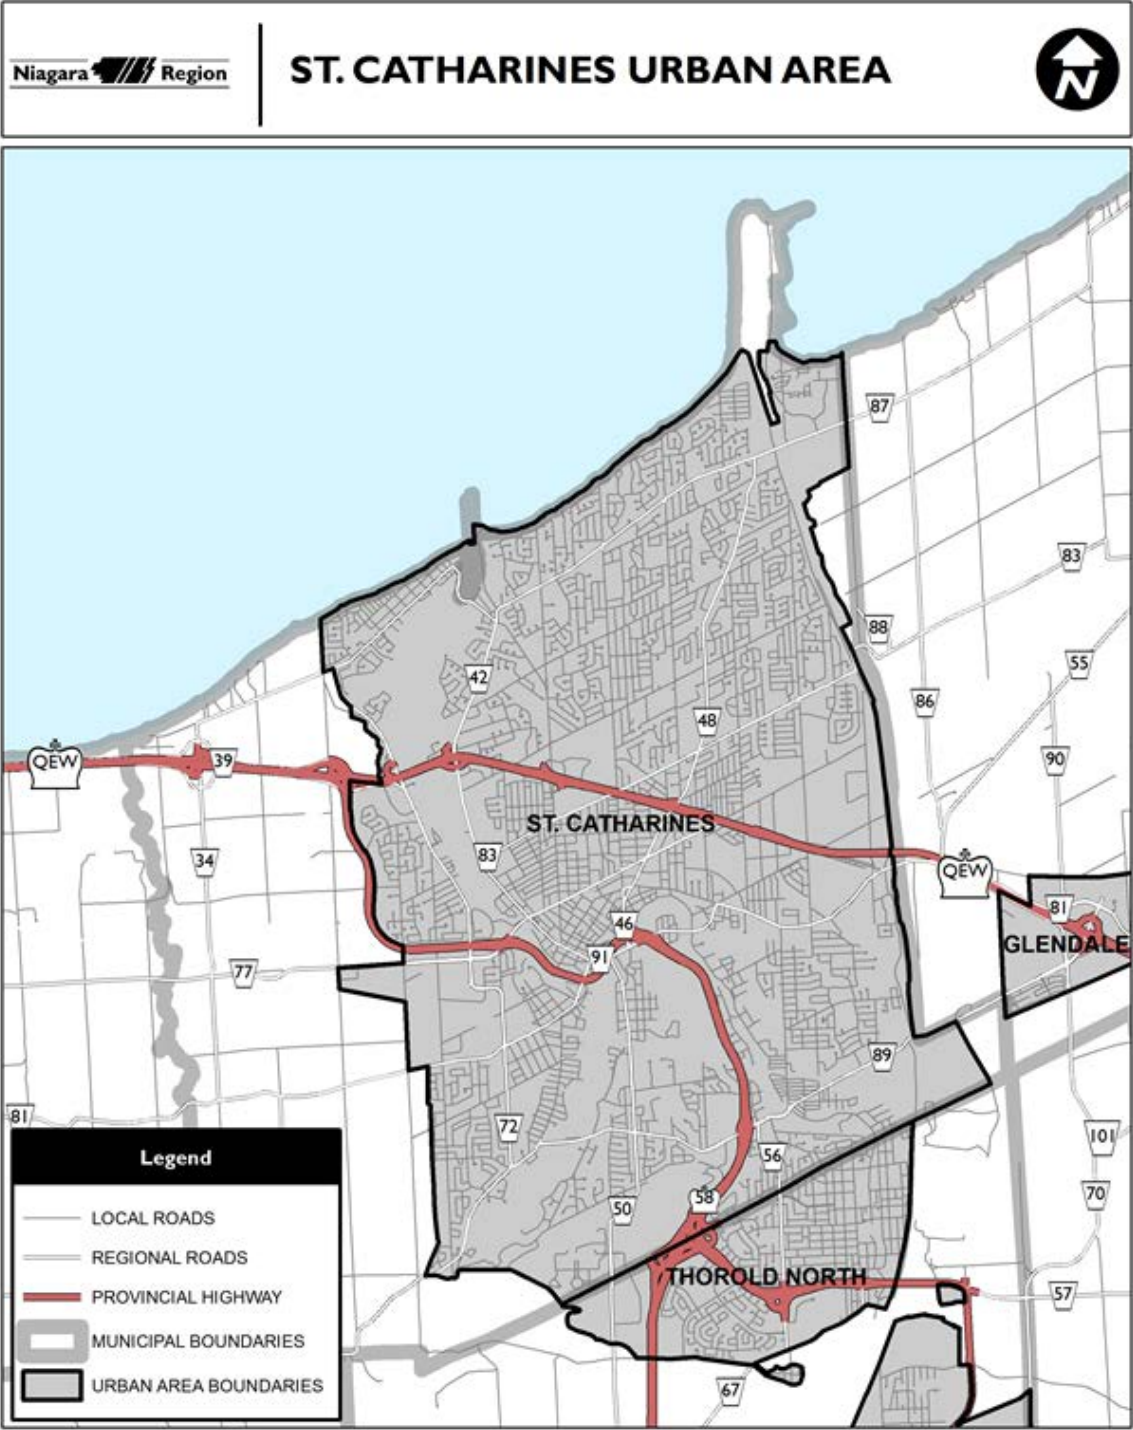 Niagara Region
ST. CATHARINES URBAN AREA
N
87
83
88
55
42
86
48
QEW
39
90
ST. CATHARINES
83
34
QEW
81
46
GLENDALE
91
77
89
81
72
101
56
70
58
50
THOROLD NORTH
57
67
Legend
LOCAL ROADS
REGIONAL ROADS
PROVINCIAL HIGHWAY
MUNICIPAL BOUNDARIES
URBAN AREA BOUNDARIES